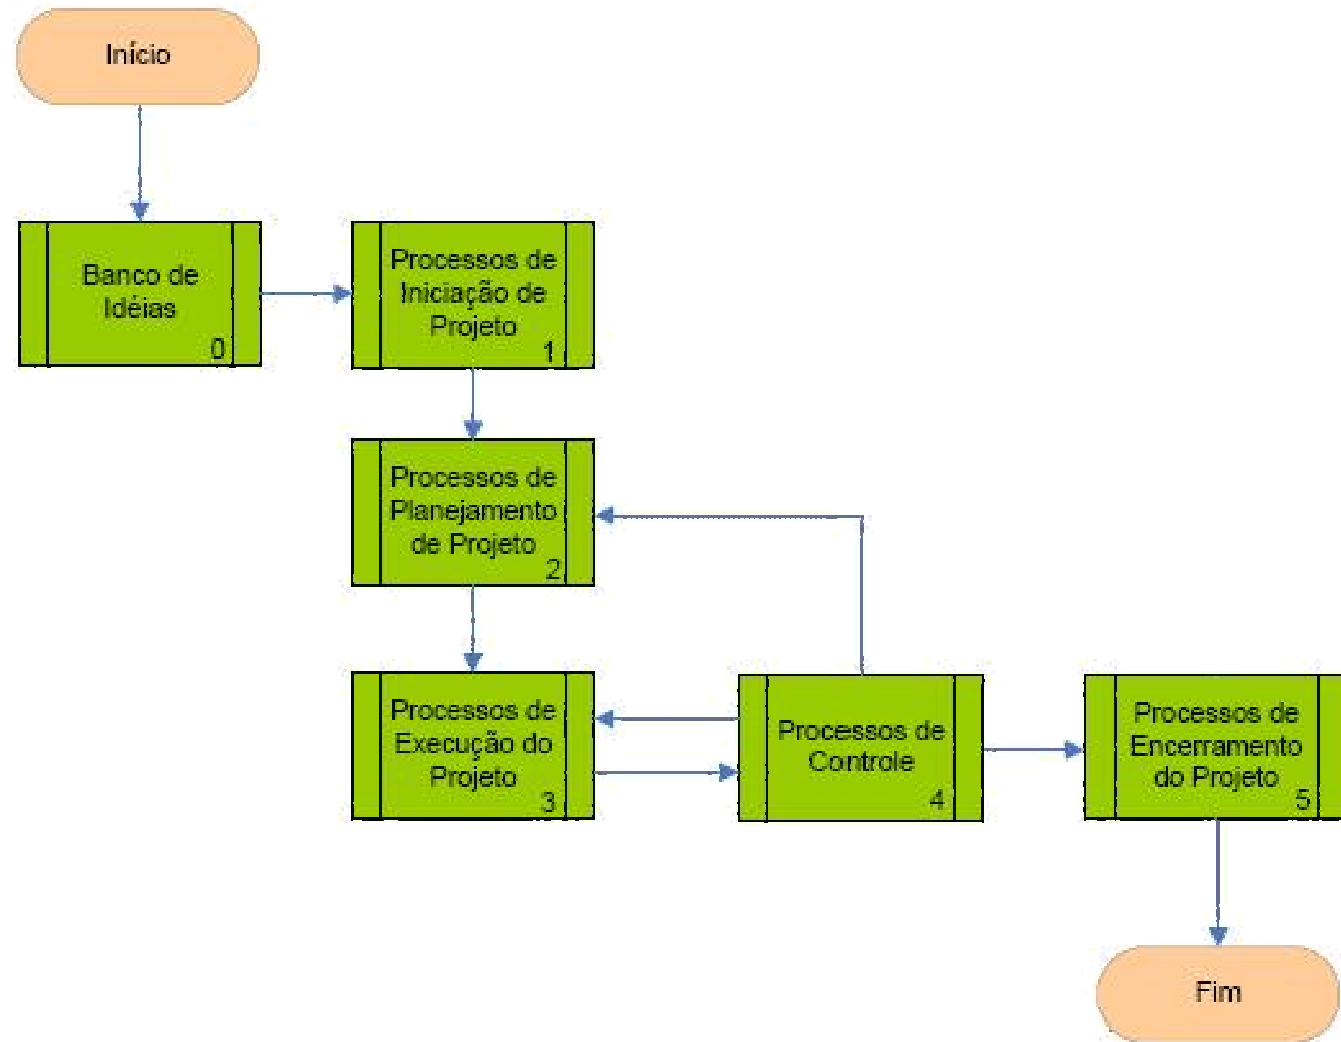 Início
Banco de
Idéias
0
Processos de
Iniciação de
Projeto
1
Processos de
Planejamento
de Projeto
2
Processos de
Execução do
Projeto
3
Processos de
Controle
4
Processos de
Encerramento
do Projeto
5
Fim